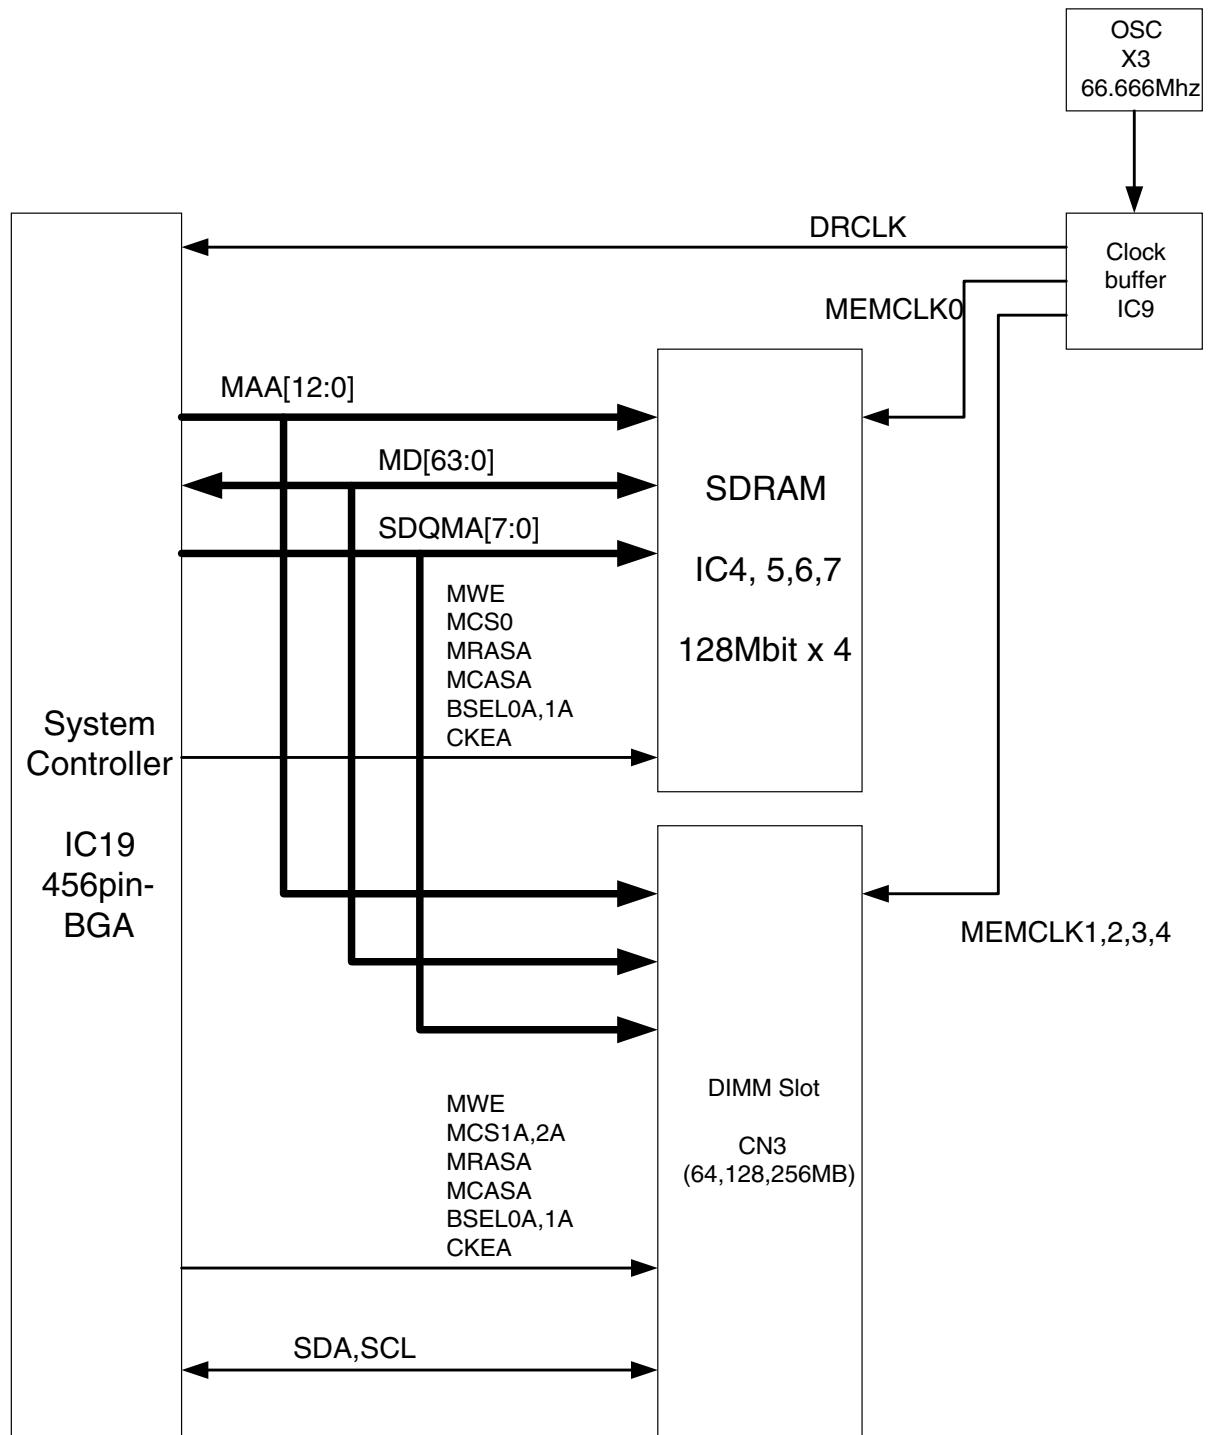 OSC
X3
66.666Mhz
DRCLK
Clock
buffer
IC9
MEMCLK0
MAA[12:0]
MD[63:0]
SDQMA[7:0]
SDRAM
IC4, 5,6,7
128Mbit x 4
MWE
MCS0
MRASA
MCASA
BSEL0A,1A
CKEA
System
Controller
IC19
456pin-
BGA
MEMCLK1,2,3,4
DIMM Slot
CN3
(64,128,256MB)
MWE
MCS1A,2A
MRASA
MCASA
BSEL0A,1A
CKEA
SDA,SCL